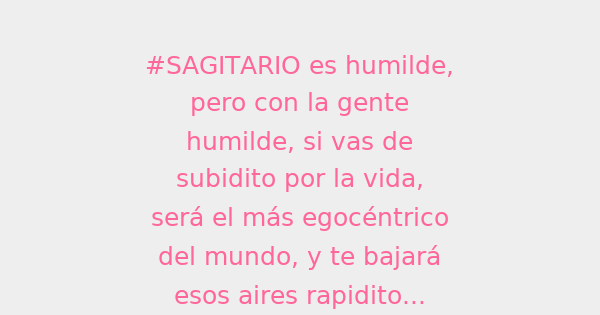 #SAGITARIO es humilde,
pero con la gente
humilde, si vas de
subidito por la vida,
será el más egocéntrico
del mundo, y te bajará
esos aires rapidito...